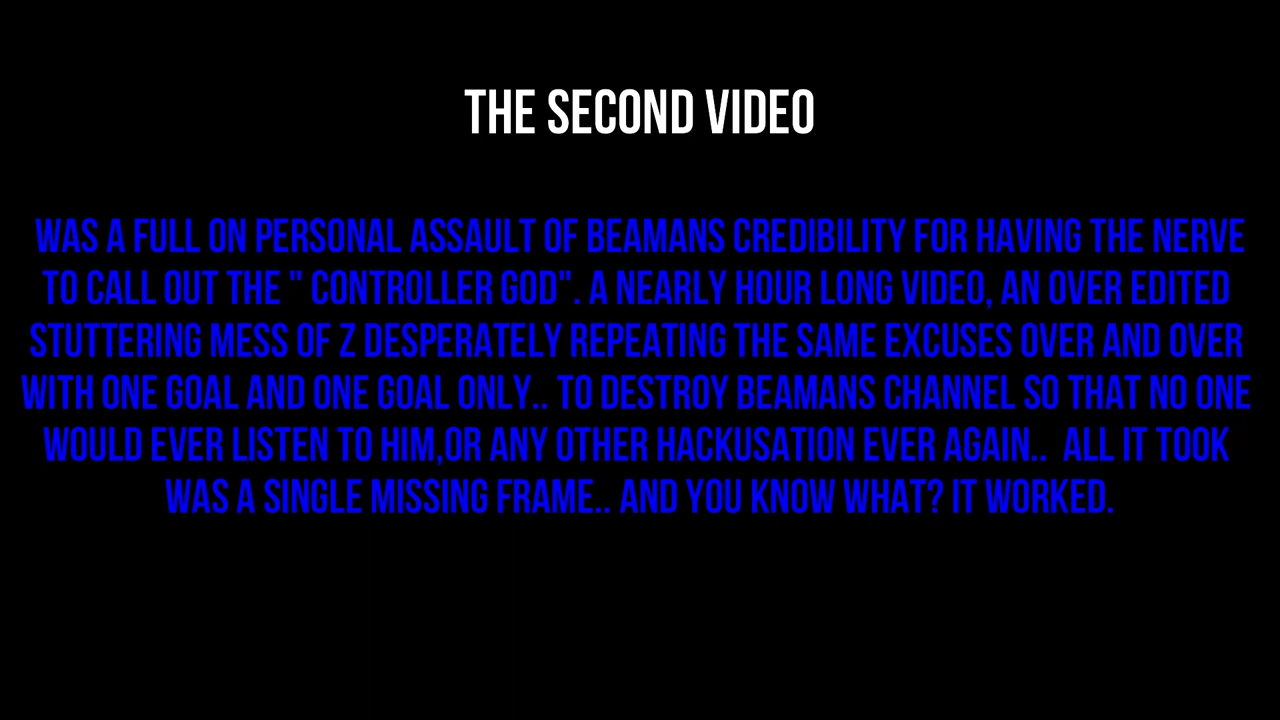 THE SECOND VIDEO
WAS A FULL ON PERSONAL ASSAULT OF BEAMANS CREDIBILITY FOR HAVING THE NERVE
TO CALL OUT THE " CONTROLLER GOD". A NEARLY HOUR LONG VIDEO, AN OVER EDITED
STUTTERING MESS OF Z DESPERATELY REPEATING THE SAME EXCUSES OVER AND OVER
WITH ONE GOAL AND ONE GOAL ONLY.. TO DESTROY BEAMANS CHANNEL SO THAT NO ONE
WOULD EVER LISTEN TO HIM,OR ANY OTHER HACKUSATION EVER AGAIN..  ALL IT TOOK
WAS A SINGLE MISSING FRAME.. AND YOU KNOW WHAT? IT WORKED.